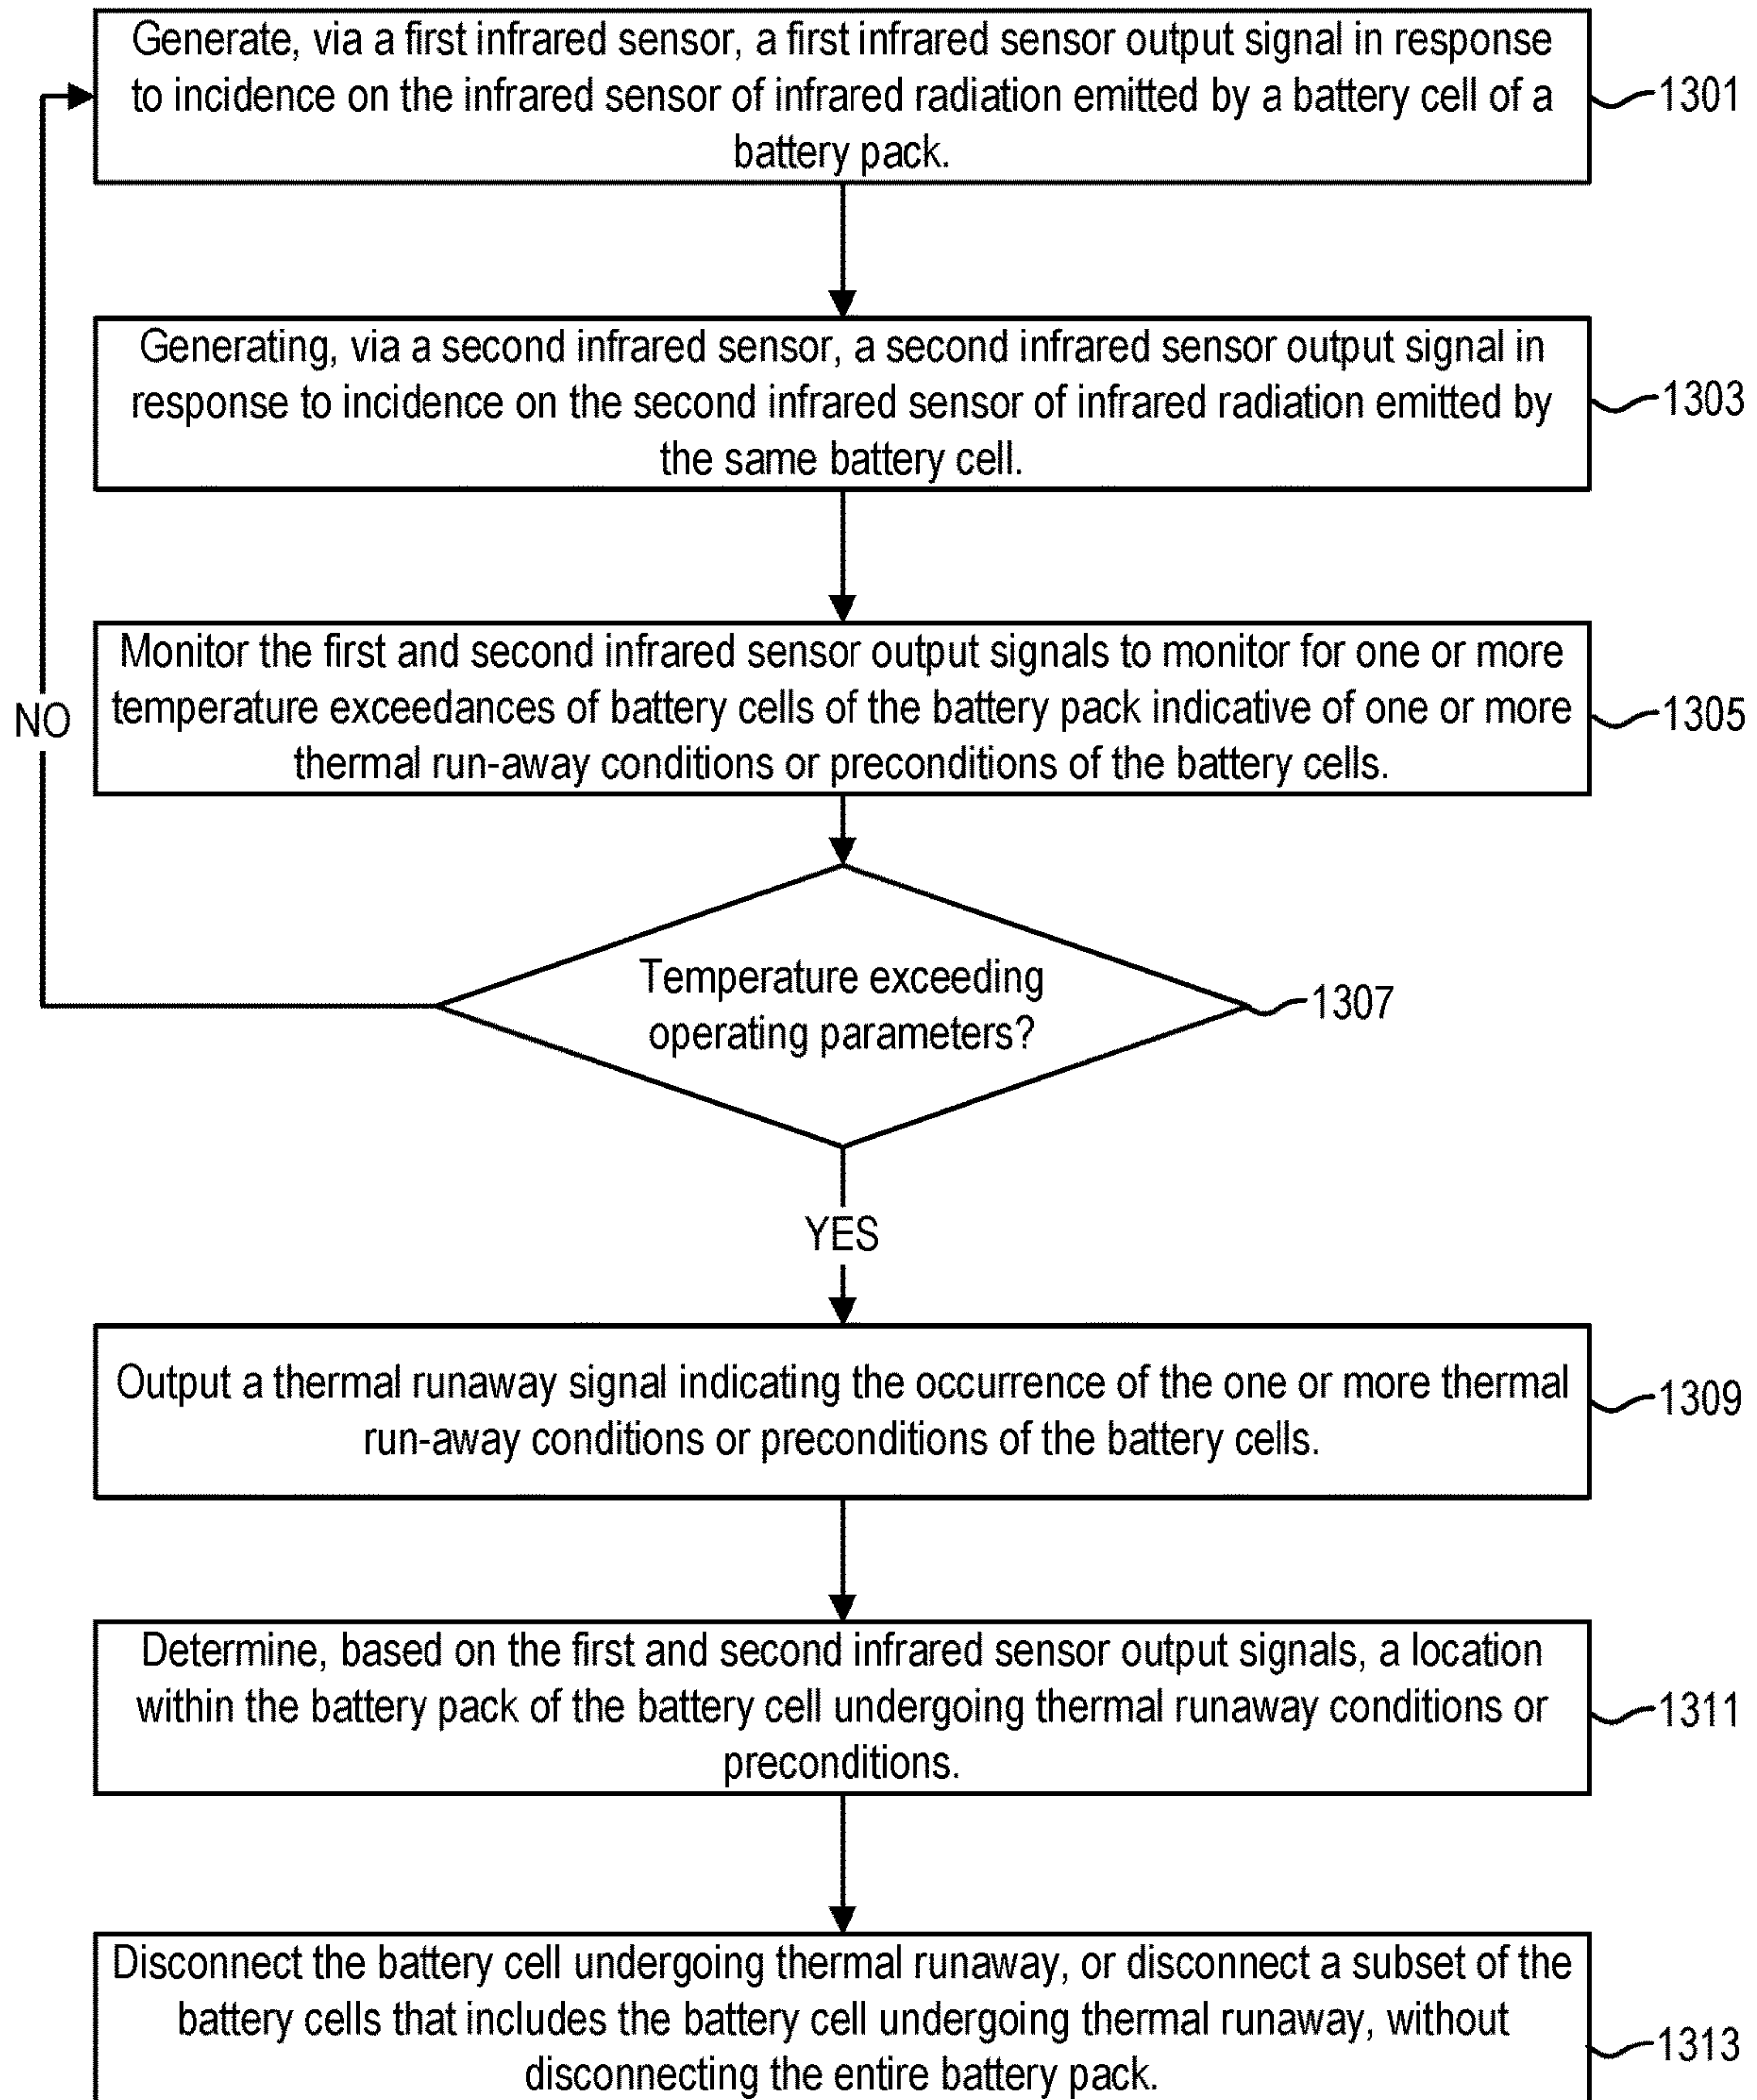 Generate, via a first infrared sensor, a first infrared sensor output signal in response
to incidence on the infrared sensor of infrared radiation emitted by a battery cell of a
battery pack.
1301
Generating, via a second infrared sensor, a second infrared sensor output signal in
response to incidence on the second infrared sensor of infrared radiation emitted by
the same battery cell.
1303
Monitor the first and second infrared sensor output signals to monitor for one or more
temperature exceedances of battery cells of the battery pack indicative of one or more
thermal run-away conditions or preconditions of the battery cells.
1305
NO
Temperature exceeding
operating parameters?
1307
YES
Output a thermal runaway signal indicating the occurrence of the one or more thermal
run-away conditions or preconditions of the battery cells.
1309
Determine, based on the first and second infrared sensor output signals, a location
within the battery pack of the battery cell undergoing thermal runaway conditions or
preconditions.
1311
Disconnect the battery cell undergoing thermal runaway, or disconnect a subset of the
battery cells that includes the battery cell undergoing thermal runaway, without
disconnecting the entire battery pack.
1313